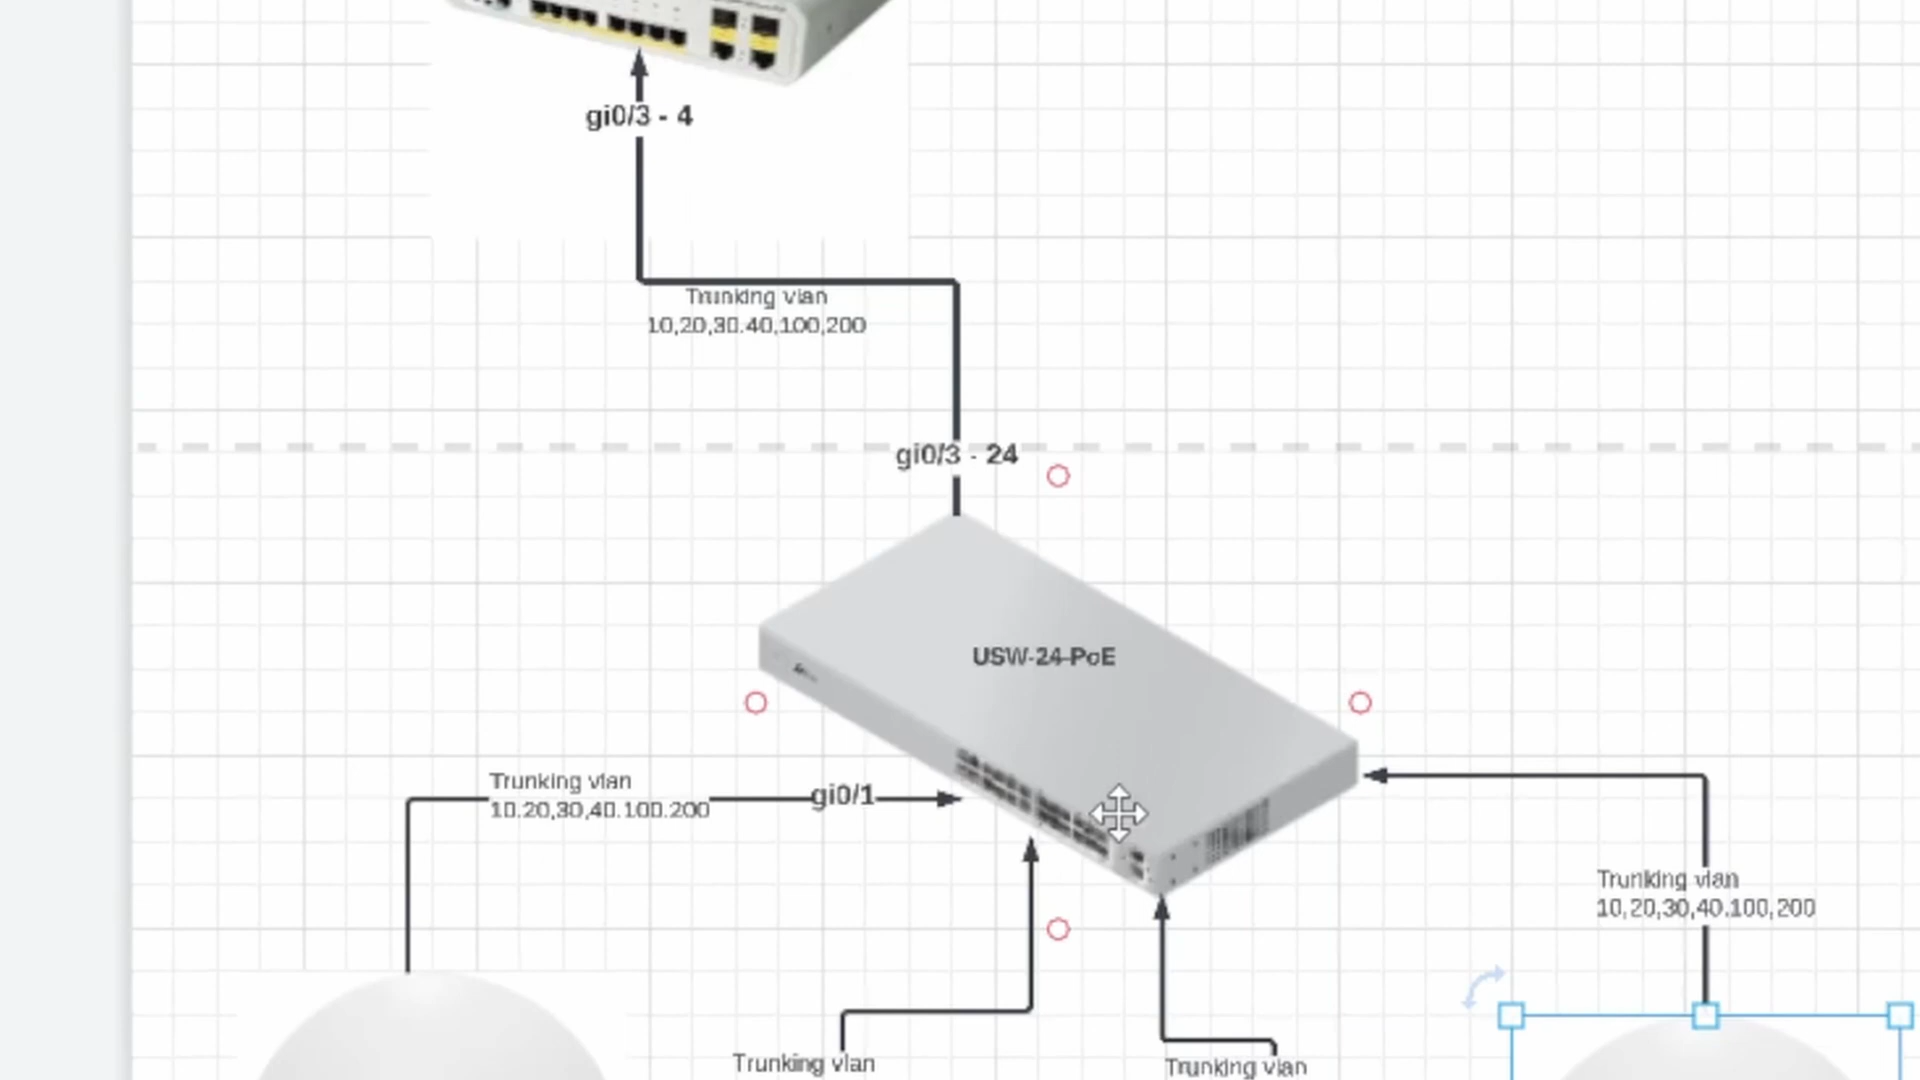 gi0/3 - 4
Trunking vlan
10,20,30.40,100,200
gi0/3 - 24
USW-24-PoE
Trunking vlan
10.20,30,40.100.200
gi0/1
Trunking vlan
10,20,30,40.100,200
Trunking vlan
Trunking vlan